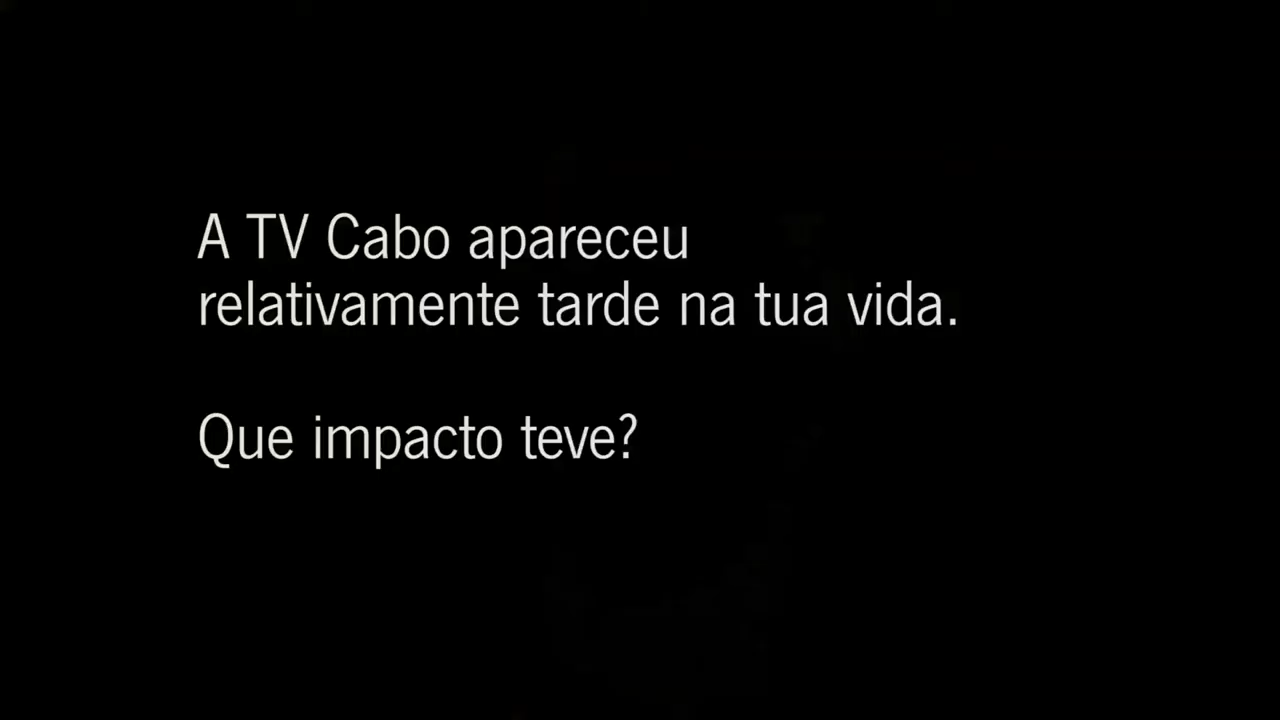 A TV Cabo apareceu
relativamente tarde na tua vida.
Que impacto teve?